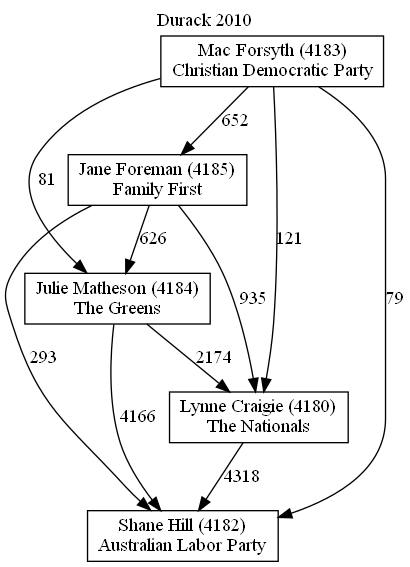 Durack 2010
Mac Forsyth (4183)
Christian Democratic Party
652
Jane Foreman (4185)
Family First
81
626
121
935
79
Julie Matheson (4184)
The Greens
293
2174
4166
Lynne Craigie (4180)
The Nationals
4318
Shane Hill (4182)
Australian Labor Party